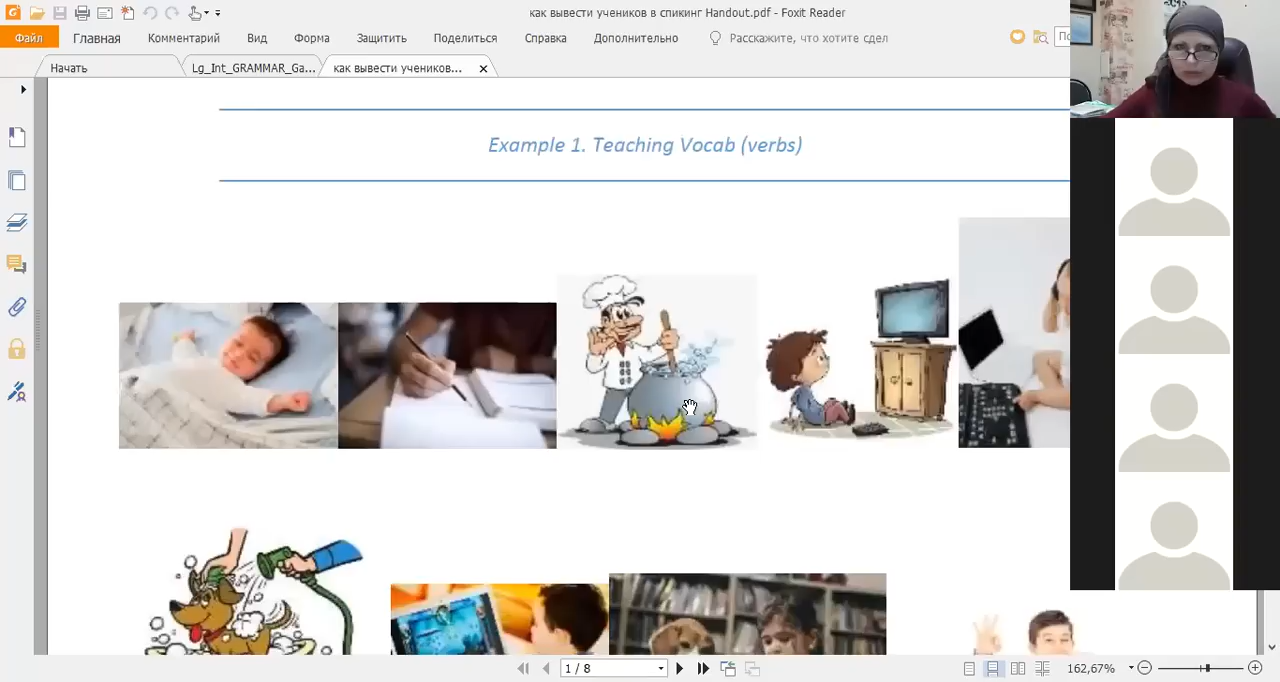 как вывести учеников в спикинг Handout.pdf - Foxit Reader
Файл Главная Комментарий Вид Форма Защитить Поделиться Справка Дополнительно Расскажите, что хотите сдел
Начать Lg_Int_GRAMMAR_Ga... как вывести учеников...
Example 1. Teaching Vocab (verbs)
1 / 8 162,67%